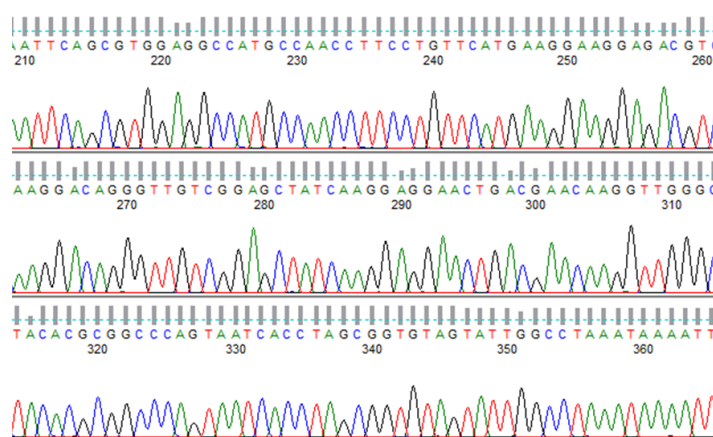 AATTCAGCGTGGAGGCCATGCCAACCTTCCTGTTCATGAAGGAAGGAGACGTC
210 220 230 240 250 260
AAGGACAGGGTTGTCGGAGCTATCAAGGAGGAACTGACGAACAAGGTTGGGC
270 280 290 300 310
TACACGCGGCCCAGTAATCACCTAGCGGTGTAGTATTGGCCTAAATAAAATT
320 330 340 350 360